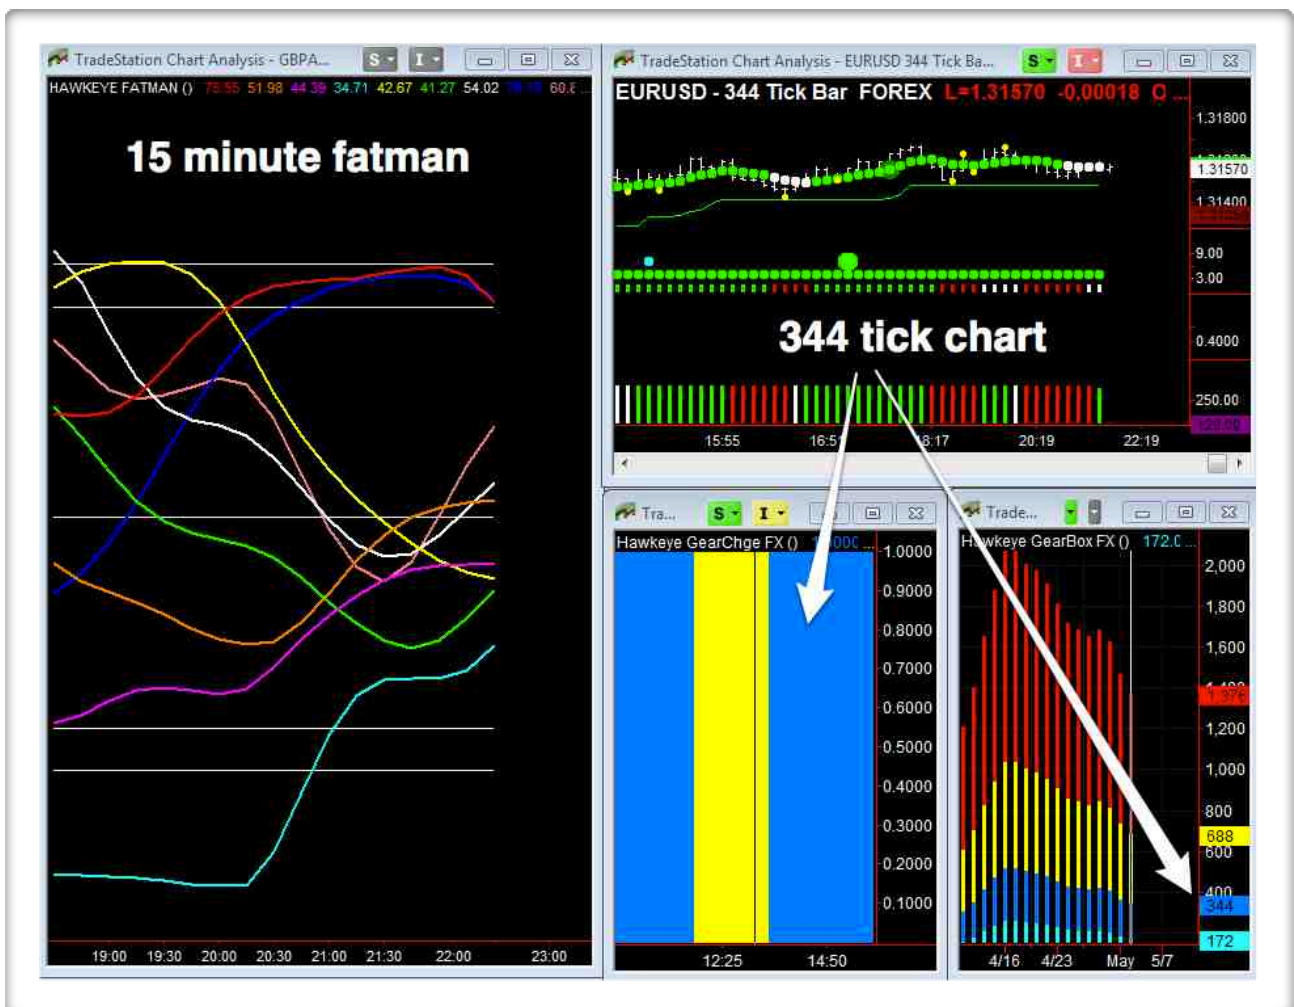 TradeStation Chart Analysis - GBPA...
S
I
HAWKEYE FATMAN () 75.55 51.98 44.39 34.71 42.67 41.27 54.02 60.8 ...
15 minute fatman
19:00 19:30 20:00 20:30 21:00 21:30 22:00 23:00
TradeStation Chart Analysis - EURUSD 344 Tick Ba...
S
I
EURUSD - 344 Tick Bar FOREX L=1.31570 -0.00018 O ...
1.31800
1.31570
1.31400
9.00
3.00
344 tick chart
0.4000
250.00
15:55 16:51 18:17 20:19 22:19
Tra...
S
I
Hawkeye GearChge FX () ...
1.0000
0.9000
0.8000
0.7000
0.6000
0.5000
0.4000
0.3000
0.2000
0.1000
12:25 14:50
Trade...
Hawkeye GearBox FX () 172.0 ...
2,000
1,800
1,600
1,400
1,376
1,200
1,000
800
688
600
400
344
172
4/16 4/23 May 5/7